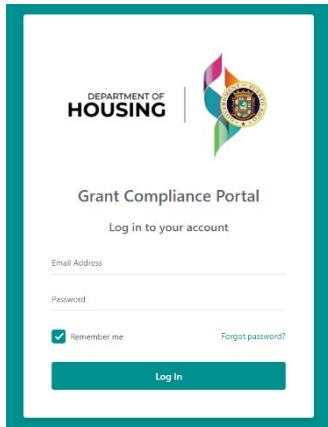 DEPARTMENT OF
HOUSING
Grant Compliance Portal
Log in to your account
Email Address
Password
Remember me
Forgot password?
Log In